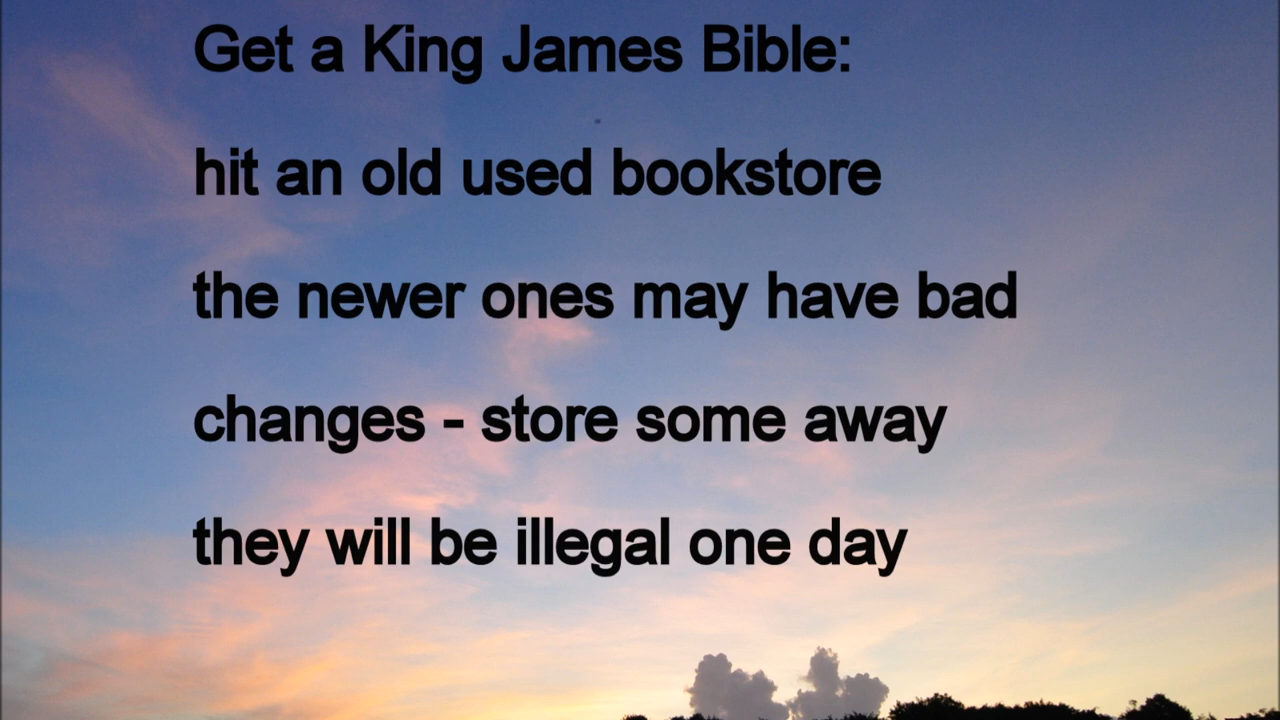 Get a King James Bible:
hit an old used bookstore
the newer ones may have bad
changes - store some away
they will be illegal one day